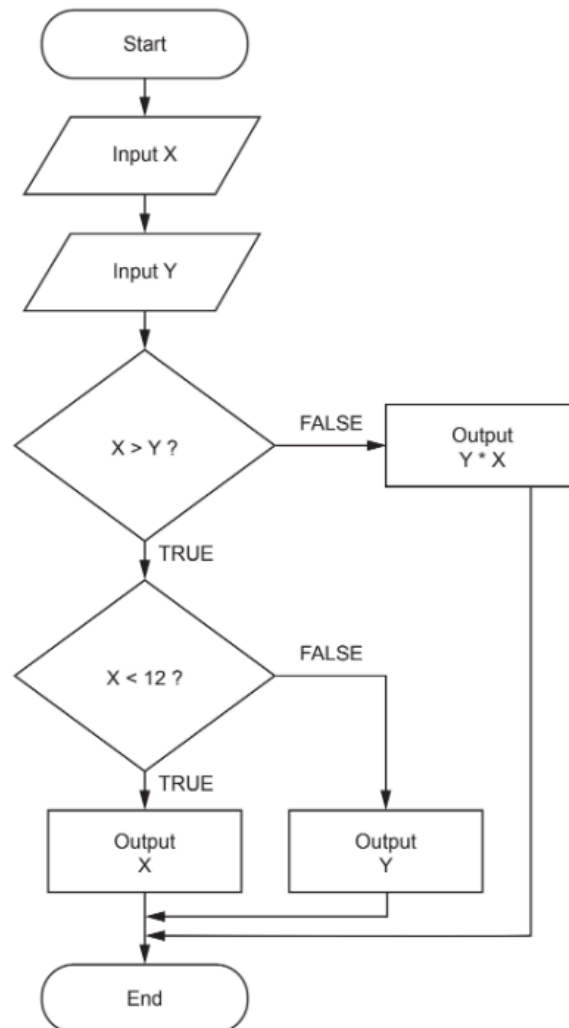 Start
Input X
Input Y
X > Y ?
FALSE
Output
Y * X
TRUE
X < 12 ?
FALSE
TRUE
Output
X
Output
Y
End